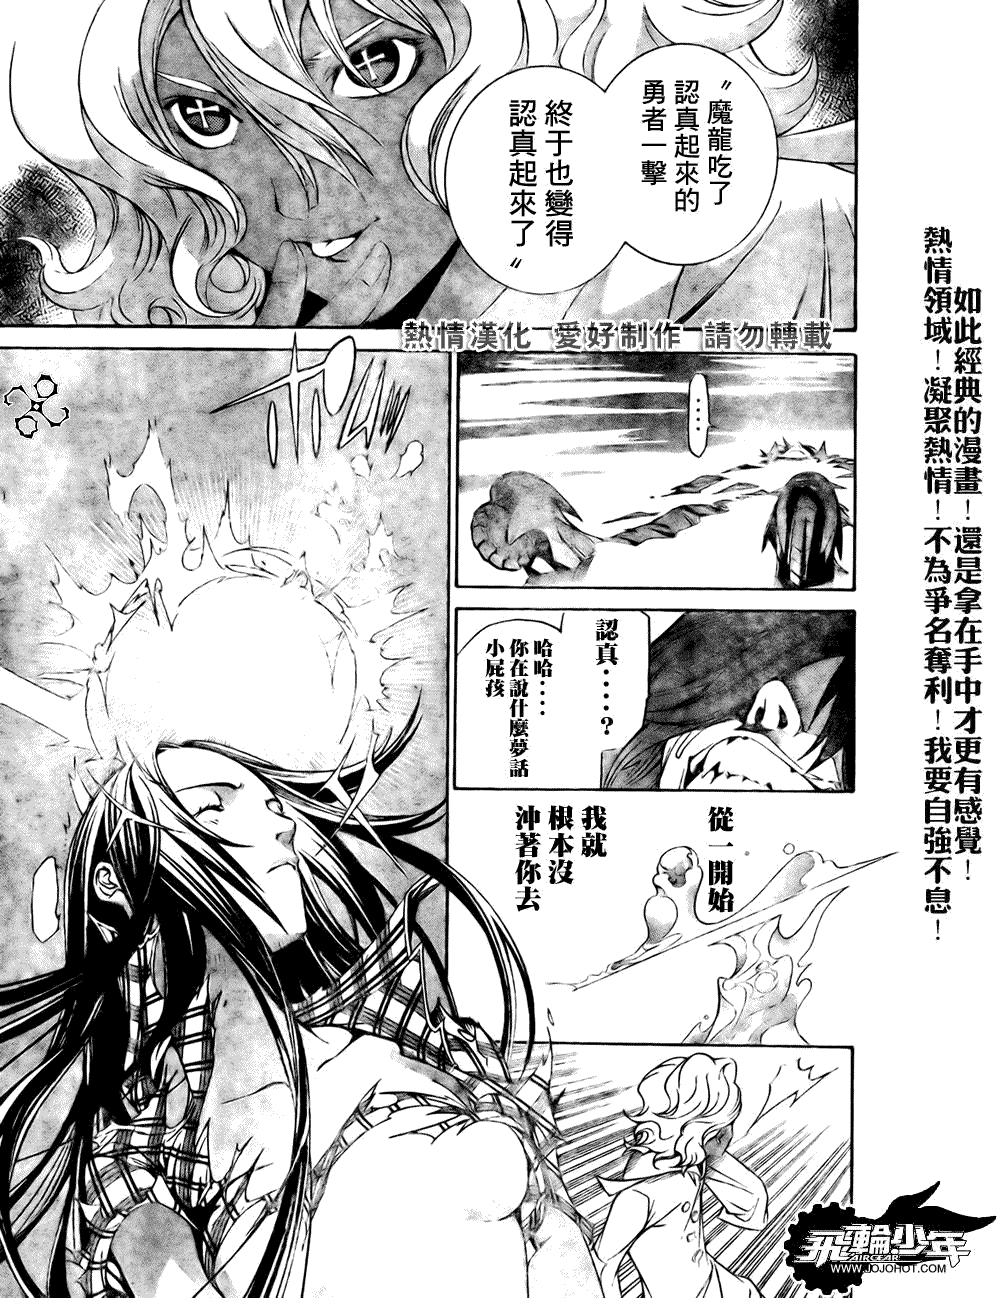 〝魔龍吃了
認真起來的
勇者一擊
終于也變得
認真起來了〞
熱情漢化 愛好制作 請勿轉載
‥‥
認真‥‥？
哈哈‥‥
你在說什麼夢話
小屁孩
從一開始
我就
根本沒
沖著你去
如此經典的漫畫！還是拿在手中才更有感覺！
熱情領域！凝聚熱情！不為爭名奪利！我要自強不息！
飛輪少年
AIRGEAR
WWW.JOJOHOT.COM